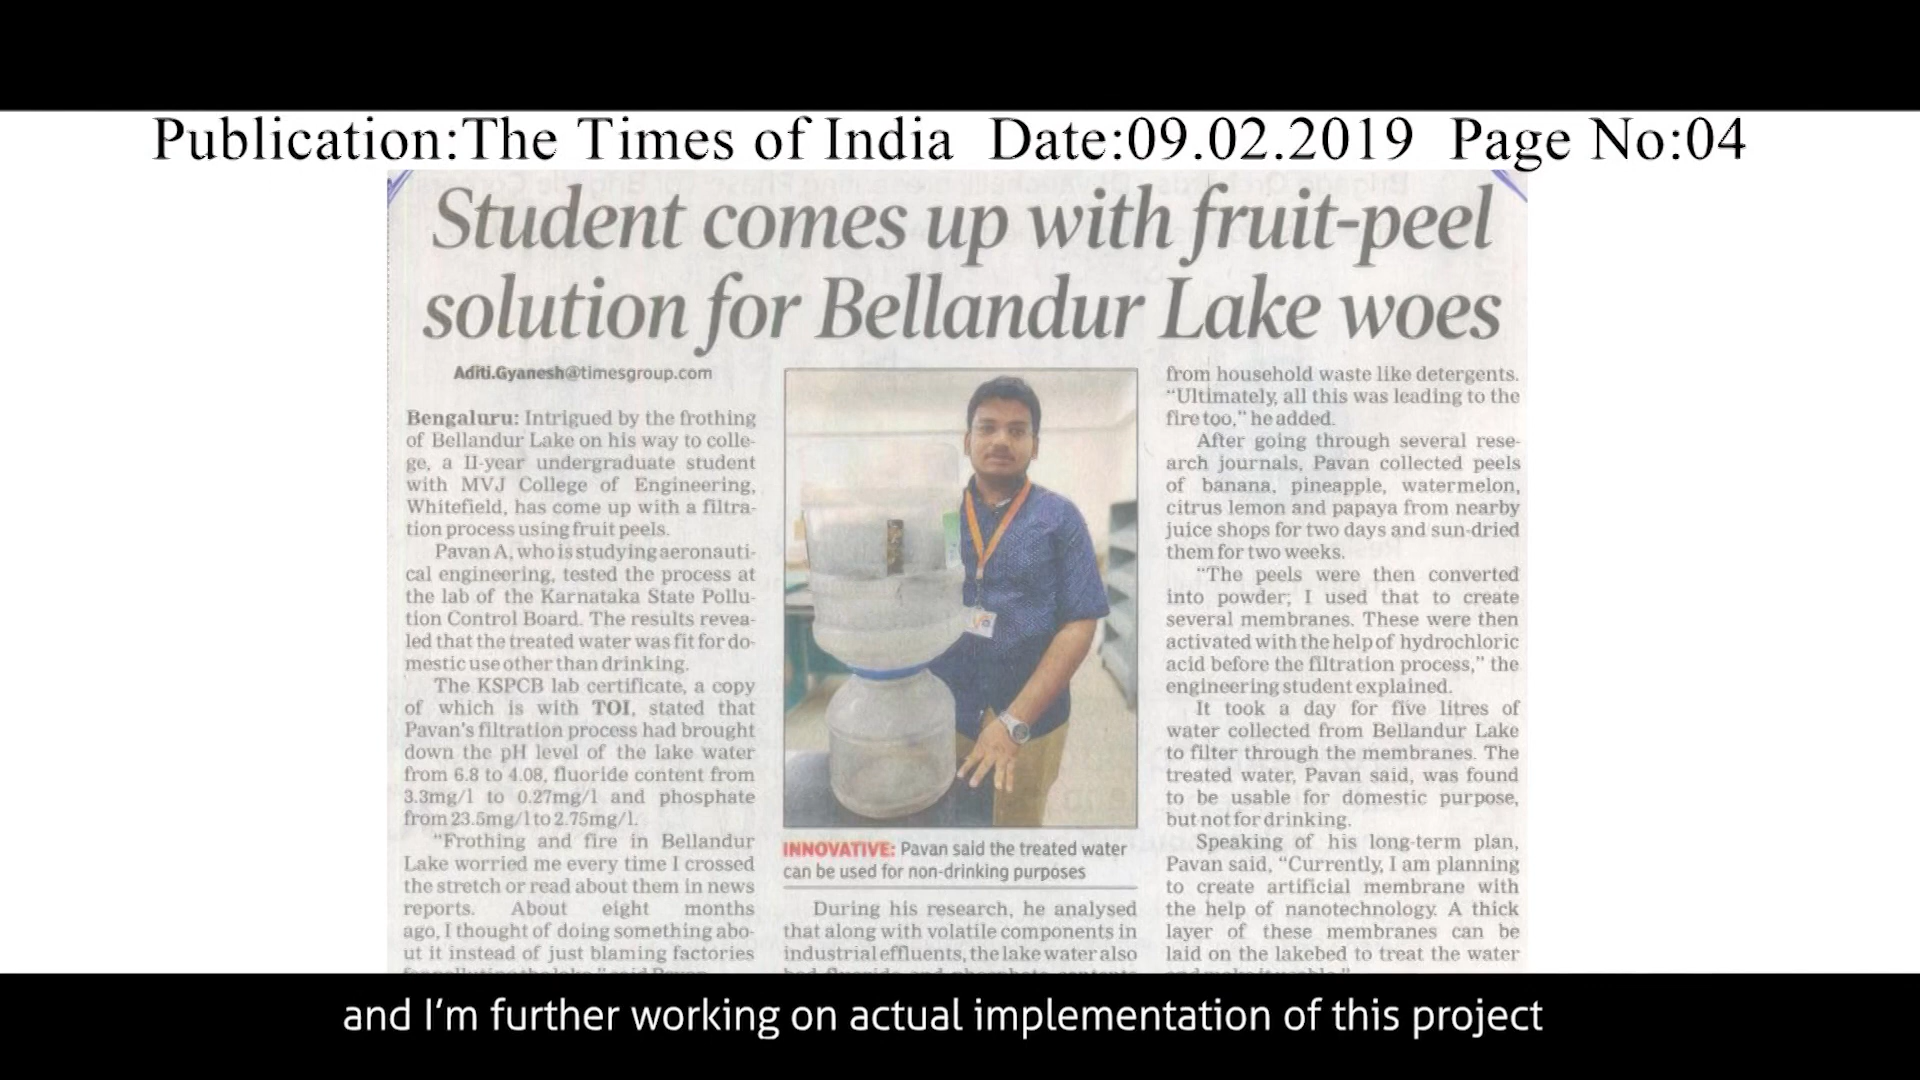 Publication:The Times of India Date:09.02.2019 Page No:04
Student comes up with fruit-peel
solution for Bellandur Lake woes
Aditi.Gyanesh@timesgroup.com
Bengaluru: Intrigued by the frothing
of Bellandur Lake on his way to colle-
ge, a II-year undergraduate student
with MVJ College of Engineering,
Whitefield, has come up with a filtra-
tion process using fruit peels.
Pavan A, who is studying aeronauti-
cal engineering, tested the process at
the lab of the Karnataka State Pollu-
tion Control Board. The results revea-
led that the treated water was fit for do-
mestic use other than drinking.
The KSPCB lab certificate, a copy
of which is with TOI, stated that
Pavan's filtration process had brought
down the pH level of the lake water
from 6.8 to 4.08, fluoride content from
3.3mg/l to 0.27mg/l and phosphate
from 23.5mg/l to 2.75mg/l.
"Frothing and fire in Bellandur
Lake worried me every time I crossed
the stretch or read about them in news
reports. About eight months
ago, I thought of doing something abo-
ut it instead of just blaming factories
INNOVATIVE: Pavan said the treated water
can be used for non-drinking purposes
During his research, he analysed
that along with volatile components in
industrial effluents, the lake water also
from household waste like detergents.
"Ultimately, all this was leading to the
fire too," he added.
After going through several rese-
arch journals, Pavan collected peels
of banana, pineapple, watermelon,
citrus lemon and papaya from nearby
juice shops for two days and sun-dried
them for two weeks.
"The peels were then converted
into powder; I used that to create
several membranes. These were then
activated with the help of hydrochloric
acid before the filtration process," the
engineering student explained.
It took a day for five litres of
water collected from Bellandur Lake
to filter through the membranes. The
treated water, Pavan said, was found
to be usable for domestic purpose,
but not for drinking.
Speaking of his long-term plan,
Pavan said, "Currently, I am planning
to create artificial membrane with
the help of nanotechnology. A thick
layer of these membranes can be
laid on the lakebed to treat the water
and I'm further working on actual implementation of this project